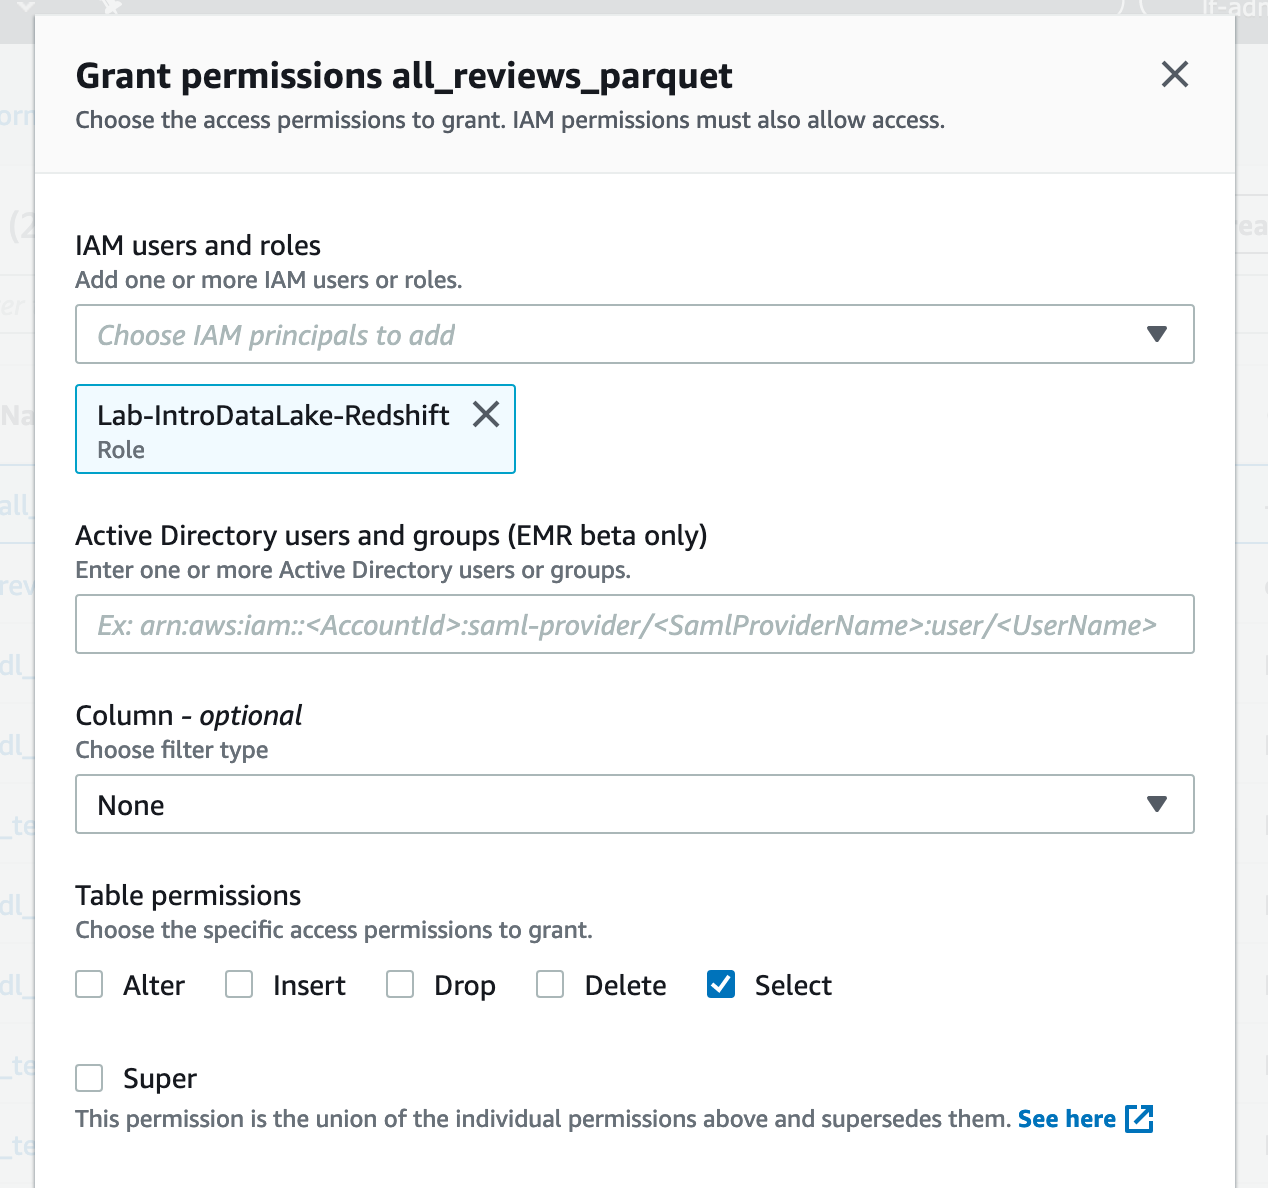 lf-adn
Grant permissions all_reviews_parquet
Choose the access permissions to grant. IAM permissions must also allow access.
IAM users and roles
Add one or more IAM users or roles.
Choose IAM principals to add
Lab-IntroDataLake-Redshift
Role
Active Directory users and groups (EMR beta only)
Enter one or more Active Directory users or groups.
Ex: arn:aws:iam::<AccountId>:saml-provider/<SamlProviderName>:user/<UserName>
Column - optional
Choose filter type
None
Table permissions
Choose the specific access permissions to grant.
Alter Insert Drop Delete Select
Super
This permission is the union of the individual permissions above and supersedes them. See here